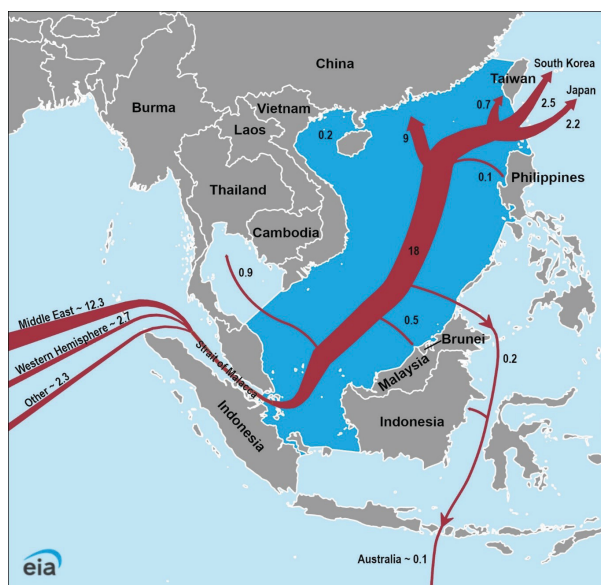 China
South Korea
Taiwan
Japan
Burma
Vietnam
0.7
2.5
Laos
0.2
9
2.2
Thailand
0.1
Philippines
Cambodia
18
0.9
Middle East ~ 12.3
0.5
Western Hemisphere ~ 2.7
Brunei
Strait of Malacca
Malaysia
0.2
Other ~ 2.3
Indonesia
Indonesia
Australia ~ 0.1
eia